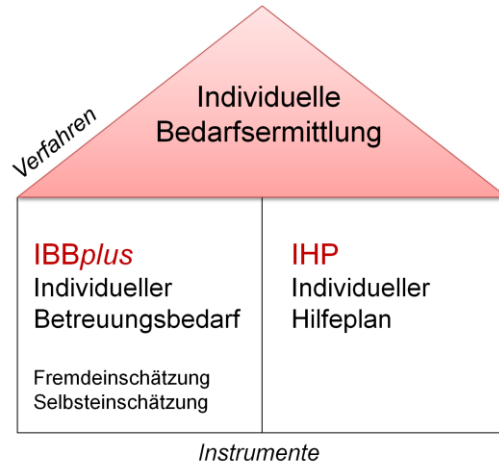 Individuelle
Bedarfsermittlung
Verfahren
IBBplus
Individueller
Betreuungsbedarf
Fremdeinschätzung
Selbsteinschätzung
IHP
Individueller
Hilfeplan
Instrumente